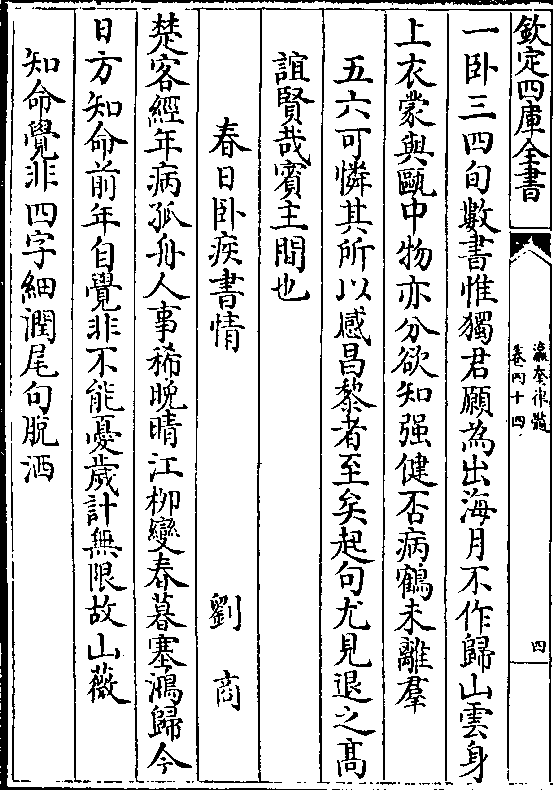 欽定四庫全書
瀛奎律髓
卷四十四
四
一卧三四旬數書惟獨君願為出海月不作歸山雲身
上衣蒙與甌中物亦分欲知强健否病鶴未離羣
五六可憐其所以感昌黎者至矣起句尤見退之髙
誼賢哉賓主間也
春日卧疾書情 劉商
楚客經年病孤舟人事稀晚晴江栁變春暮塞鴻歸今
日方知命前年自覺非不能憂歲計無限故山薇
知命覺非四字細潤尾句脫洒